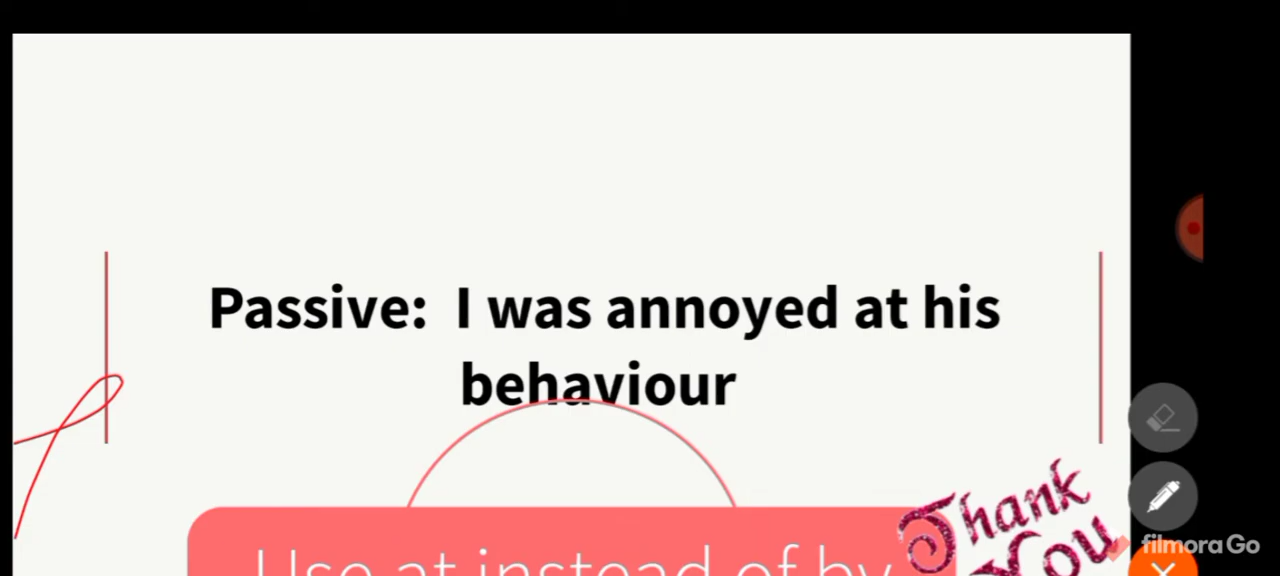 Passive: I was annoyed at his
behaviour
Use at instead of by
Thank
You
filmoraGo